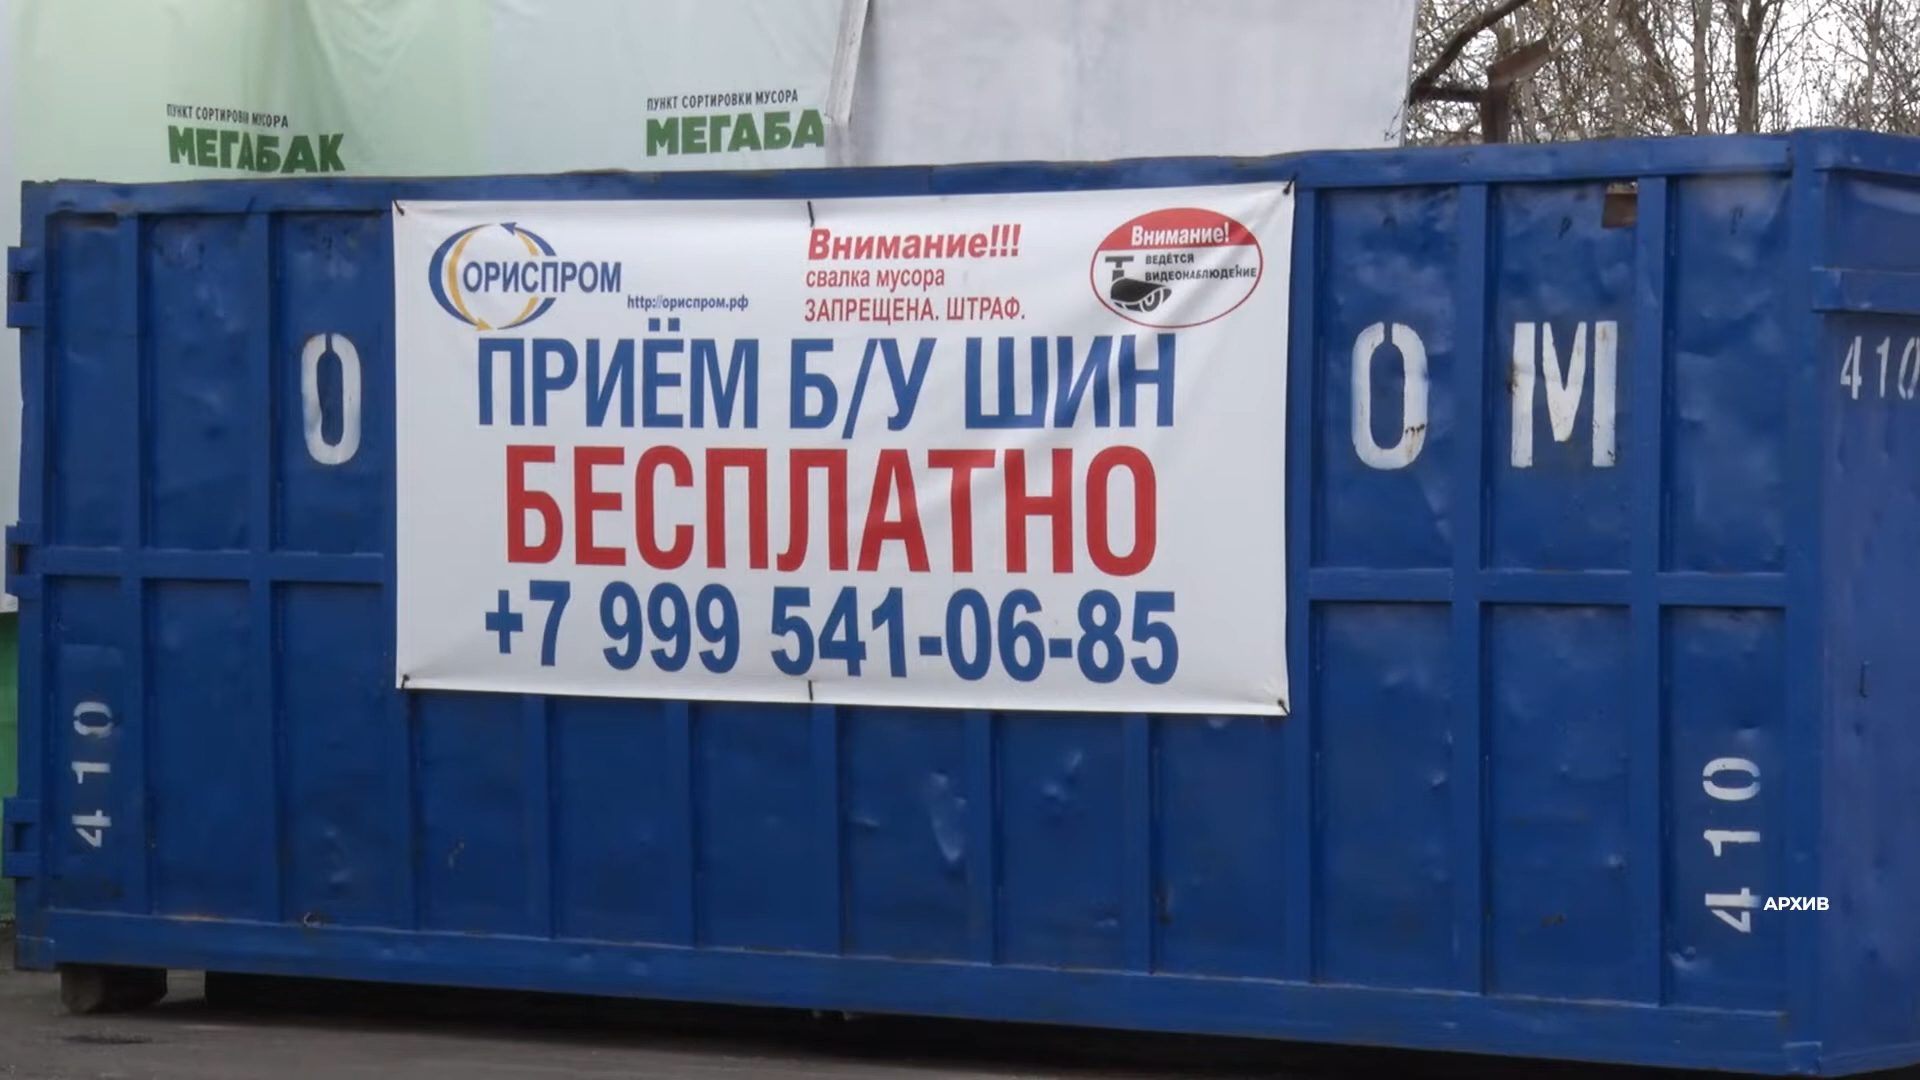 ПУНКТ СОРТИРОВКИ МУСОРА
МЕГАБАК
ПУНКТ СОРТИРОВКИ МУСОРА
МЕГАБА
ОРИСПРОМ
http://ориспром.рф
Внимание!!!
свалка мусора
ЗАПРЕЩЕНА. ШТРАФ.
Внимание!
ВЕДЁТСЯ
ВИДЕОНАБЛЮДЕНИЕ
ПРИЁМ Б/У ШИН
БЕСПЛАТНО
+7 999 541-06-85
О
О М
410
410
410
АРХИВ